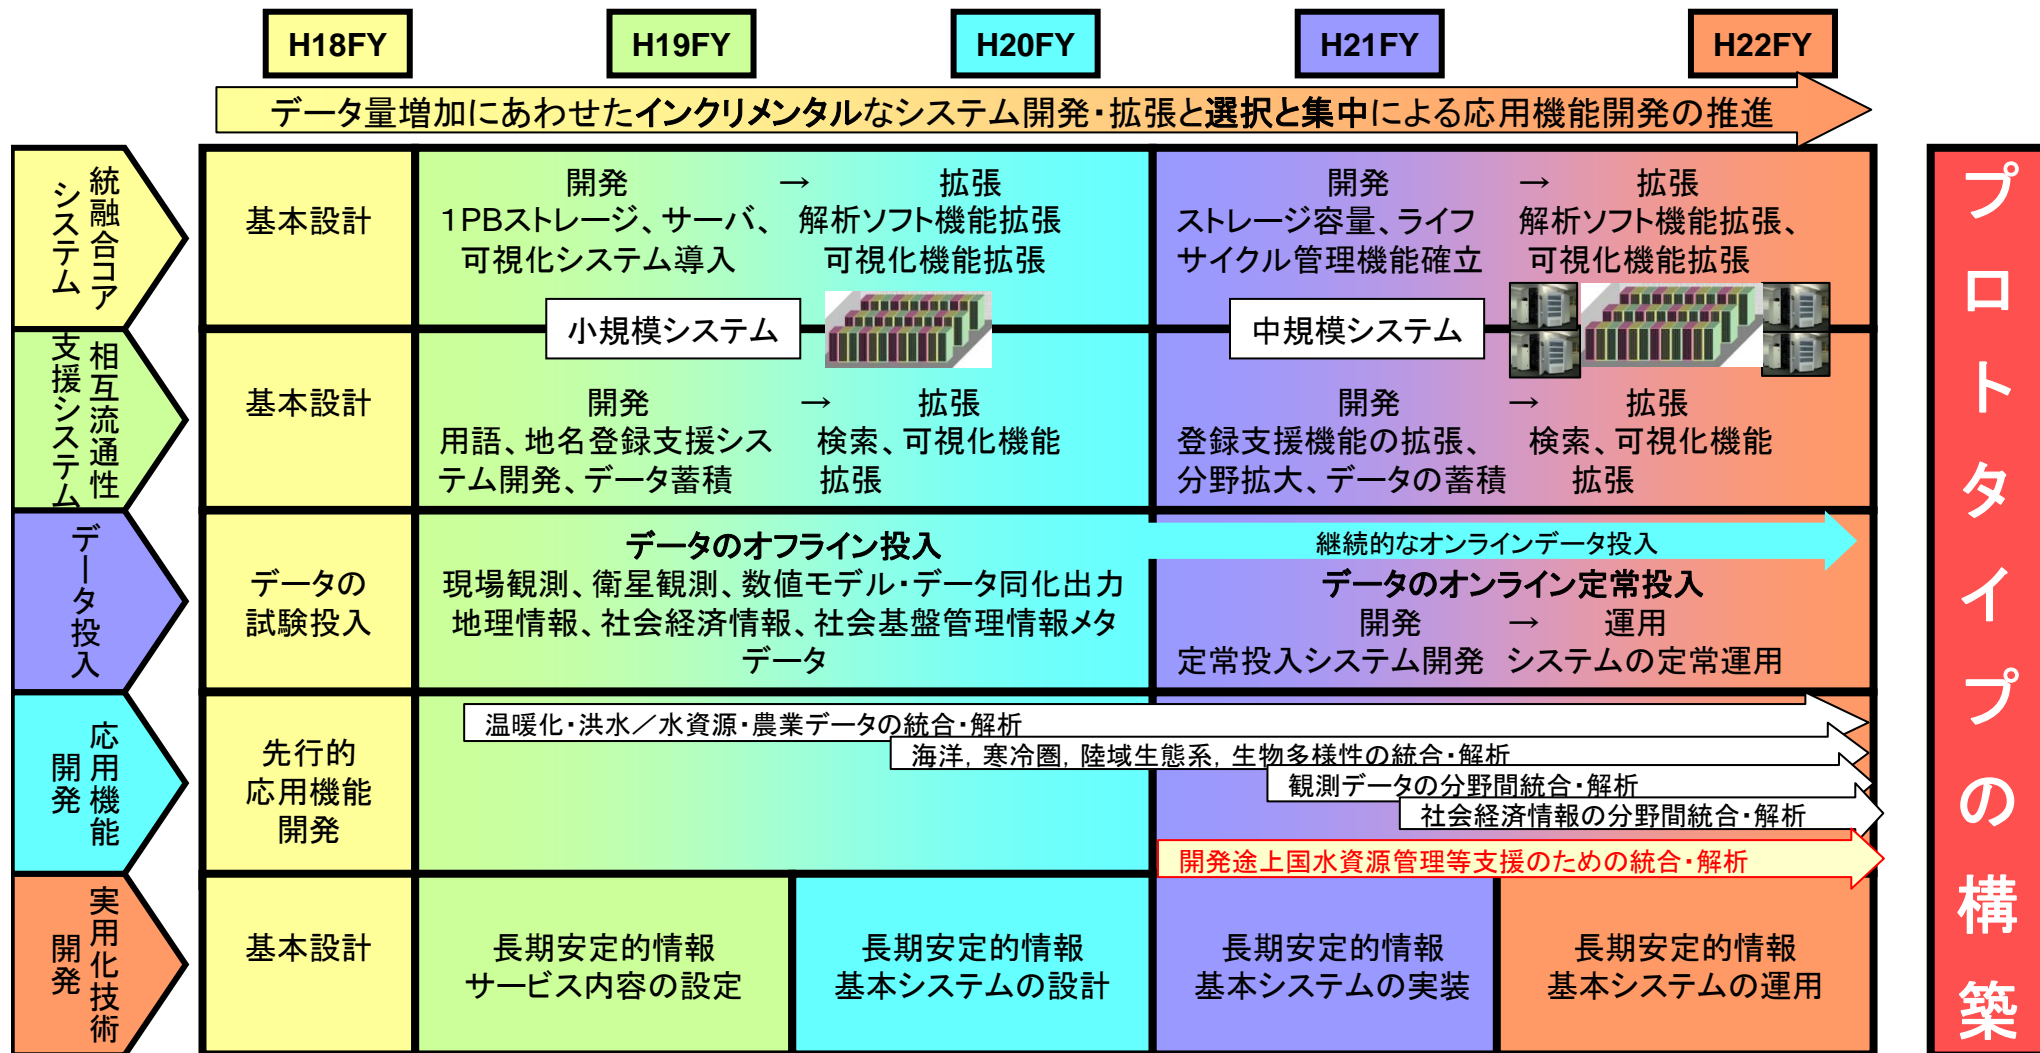 H18FY
H19FY
H20FY
H21FY
H22FY
データ量増加にあわせたインクリメンタルなシステム開発・拡張と選択と集中による応用機能開発の推進
統融合コア
システム
基本設計
開発 → 拡張
1PBストレージ、サーバ、 解析ソフト機能拡張
可視化システム導入 可視化機能拡張
開発 → 拡張
ストレージ容量、ライフ 解析ソフト機能拡張、
サイクル管理機能確立 可視化機能拡張
小規模システム
中規模システム
相互流通性
支援システム
基本設計
開発 → 拡張
用語、地名登録支援シス 検索、可視化機能
テム開発、データ蓄積 拡張
開発 → 拡張
登録支援機能の拡張、 検索、可視化機能
分野拡大、データの蓄積 拡張
データ投入
データの
試験投入
データのオフライン投入
現場観測、衛星観測、数値モデル・データ同化出力
地理情報、社会経済情報、社会基盤管理情報メタ
データ
継続的なオンラインデータ投入
データのオンライン定常投入
開発 → 運用
定常投入システム開発 システムの定常運用
応用機能
開発
先行的
応用機能
開発
温暖化・洪水／水資源・農業データの統合・解析
海洋，寒冷圏，陸域生態系，生物多様性の統合・解析
観測データの分野間統合・解析
社会経済情報の分野間統合・解析
開発途上国水資源管理等支援のための統合・解析
実用化技術
開発
基本設計
長期安定的情報
サービス内容の設定
長期安定的情報
基本システムの設計
長期安定的情報
基本システムの実装
長期安定的情報
基本システムの運用
プロトタイプの構築